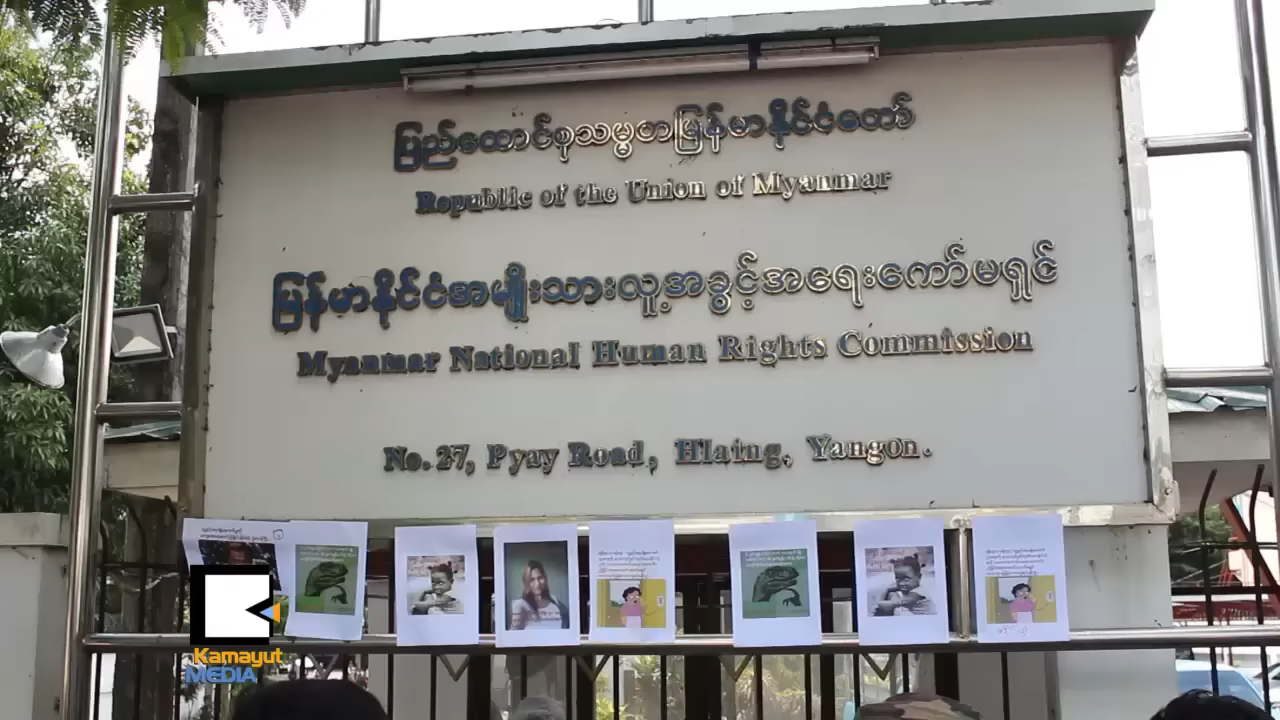 ပြည်ထောင်စုသမ္မတမြန်မာနိုင်ငံတော်
Republic of the Union of Myanmar
မြန်မာနိုင်ငံအမျိုးသားလူ့အခွင့်အရေးကော်မရှင်
Myanmar National Human Rights Commission
No. 27, Pyay Road, Hlaing, Yangon.
Kamayut
MEDIA